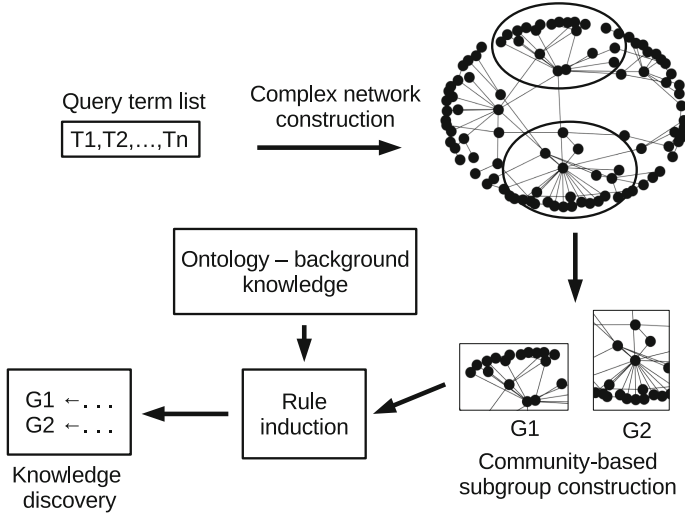 Query term list
T1,T2,...,Tn
Complex network
construction
Ontology – background
knowledge
G1 ←. . .
G2 ←. . .
Knowledge
discovery
Rule
induction
G1
G2
Community-based
subgroup construction